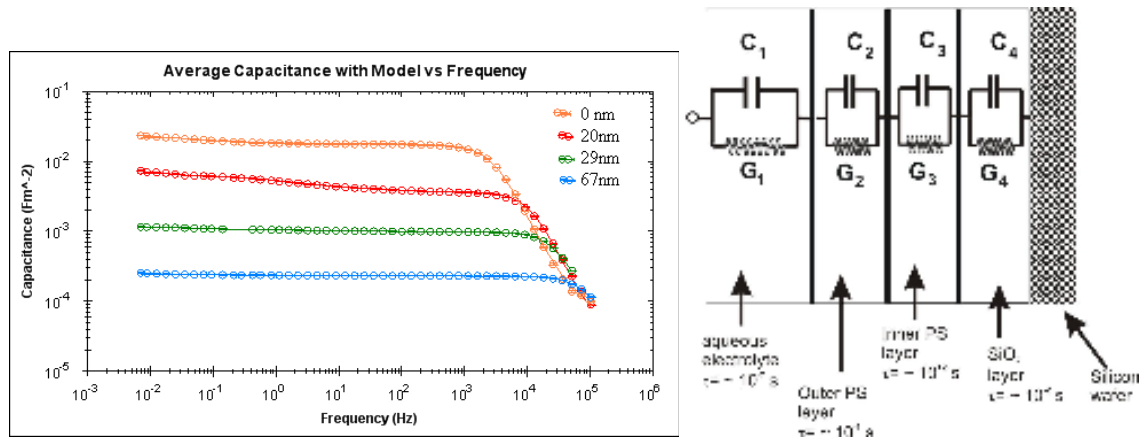 Average Capacitance with Model vs Frequency
Capacitance (Fm^-2)
10^-1
10^-2
10^-3
10^-4
10^-5
0 nm
20nm
29nm
67nm
10^-3 10^-2 10^-1 10^0 10^1 10^2 10^3 10^4 10^5 10^6
Frequency (Hz)
C1 C2 C3 C4
G1 G2 G3 G4
aqueous
electrolyte
Outer PS
layer
Inner PS
layer
layer
Silicon